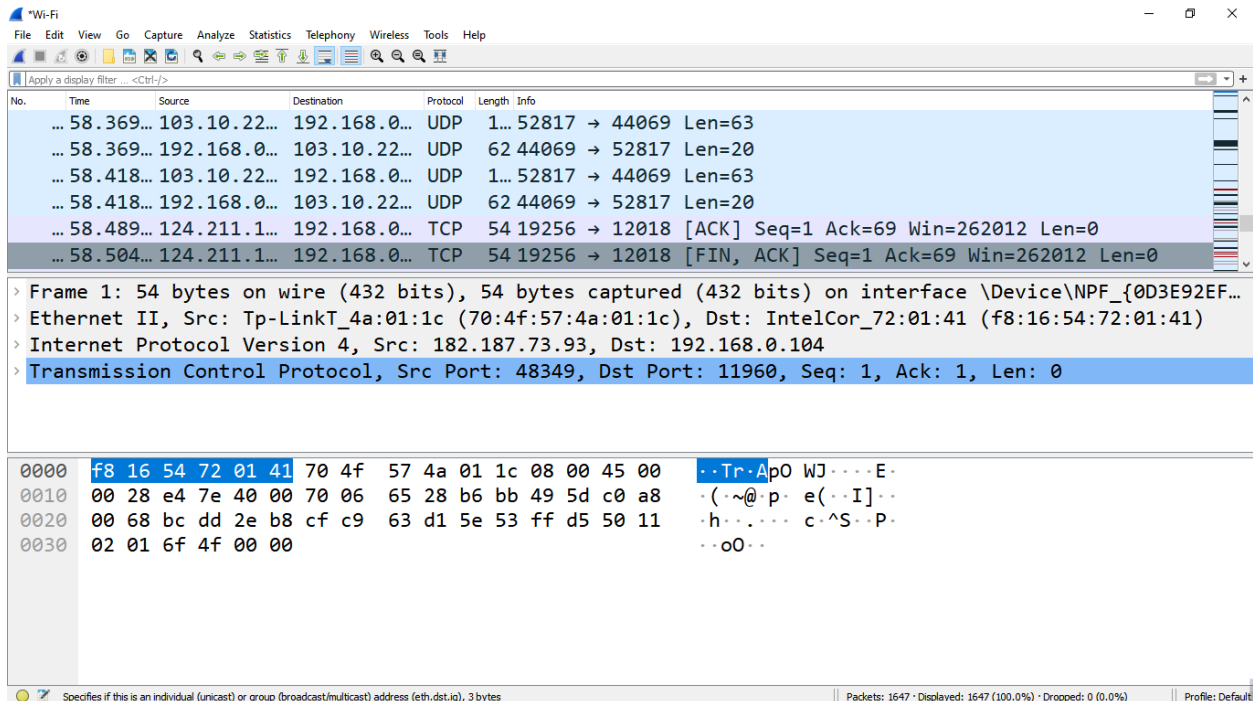 *Wi-Fi
File Edit View Go Capture Analyze Statistics Telephony Wireless Tools Help
Apply a display filter ... <Ctrl-/>
No. Time Source Destination Protocol Length Info
... 58.369... 103.10.22... 192.168.0... UDP 1... 52817 → 44069 Len=63
... 58.369... 192.168.0... 103.10.22... UDP 62 44069 → 52817 Len=20
... 58.418... 103.10.22... 192.168.0... UDP 1... 52817 → 44069 Len=63
... 58.418... 192.168.0... 103.10.22... UDP 62 44069 → 52817 Len=20
... 58.489... 124.211.1... 192.168.0... TCP 54 19256 → 12018 [ACK] Seq=1 Ack=69 Win=262012 Len=0
... 58.504... 124.211.1... 192.168.0... TCP 54 19256 → 12018 [FIN, ACK] Seq=1 Ack=69 Win=262012 Len=0
Frame 1: 54 bytes on wire (432 bits), 54 bytes captured (432 bits) on interface \Device\NPF_{0D3E92EF...
Ethernet II, Src: Tp-LinkT_4a:01:1c (70:4f:57:4a:01:1c), Dst: IntelCor_72:01:41 (f8:16:54:72:01:41)
Internet Protocol Version 4, Src: 182.187.73.93, Dst: 192.168.0.104
Transmission Control Protocol, Src Port: 48349, Dst Port: 11960, Seq: 1, Ack: 1, Len: 0
0000 f8 16 54 72 01 41 70 4f 57 4a 01 1c 08 00 45 00 ··Tr·ApO WJ····E·
0010 00 28 e4 7e 40 00 70 06 65 28 b6 bb 49 5d c0 a8 ·(·~@·p· e(··I]··
0020 00 68 bc dd 2e b8 cf c9 63 d1 5e 53 ff d5 50 11 ·h··.··· c·^S··P·
0030 02 01 6f 4f 00 00 ··oO··
Specifies if this is an individual (unicast) or group (broadcast/multicast) address (eth.dst.ig), 3 bytes Packets: 1647 · Displayed: 1647 (100.0%) · Dropped: 0 (0.0%) Profile: Default